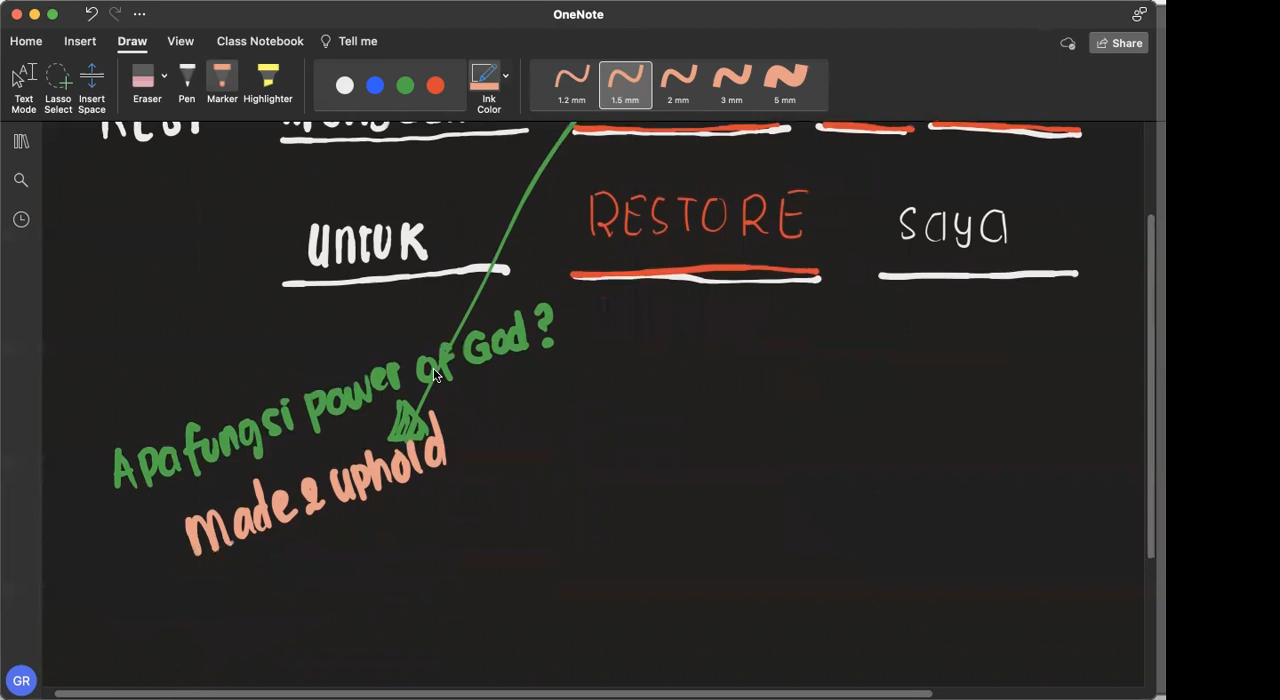 OneNote
Home Insert Draw View Class Notebook Tell me
Share
Text Mode
Lasso Select
Insert Space
Eraser
Pen
Marker
Highlighter
Ink Color
1.2 mm
1.5 mm
2 mm
3 mm
5 mm
REST
untuk RESTORE saya
Apa fungsi power of God?
Made & uphold
GR